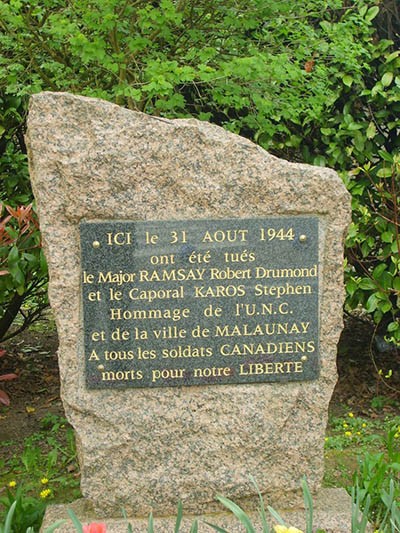 ICI le 31 AOUT 1944
ont été tués
le Major RAMSAY Robert Drumond
et le Caporal KAROS Stephen
Hommage de l'U.N.C.
et de la ville de MALAUNAY
A tous les soldats CANADIENS
morts pour notre LIBERTE